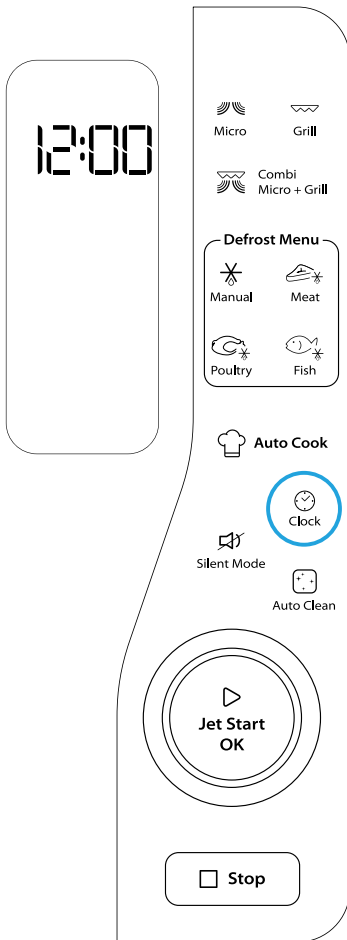 12:00
Micro
Grill
Combi
Micro + Grill
Defrost Menu
Manual
Meat
Poultry
Fish
Auto Cook
Clock
Silent Mode
Auto Clean
Jet Start
OK
Stop